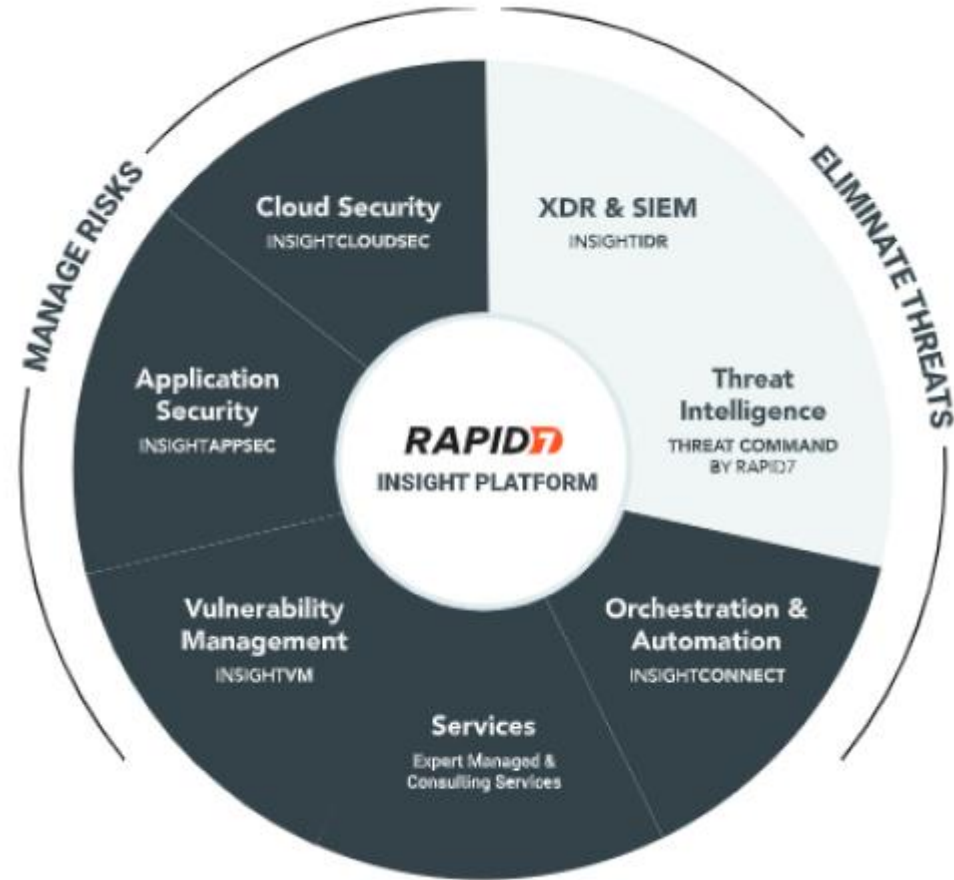 MANAGE RISKS
ELIMINATE THREATS
Cloud Security
INSIGHTCLOUDSEC
XDR & SIEM
INSIGHTIDR
Application
Security
INSIGHTAPPSEC
Threat
Intelligence
THREAT COMMAND
BY RAPID7
RAPID7
INSIGHT PLATFORM
Vulnerability
Management
INSIGHTVM
Orchestration &
Automation
INSIGHTCONNECT
Services
Expert Managed &
Consulting Services